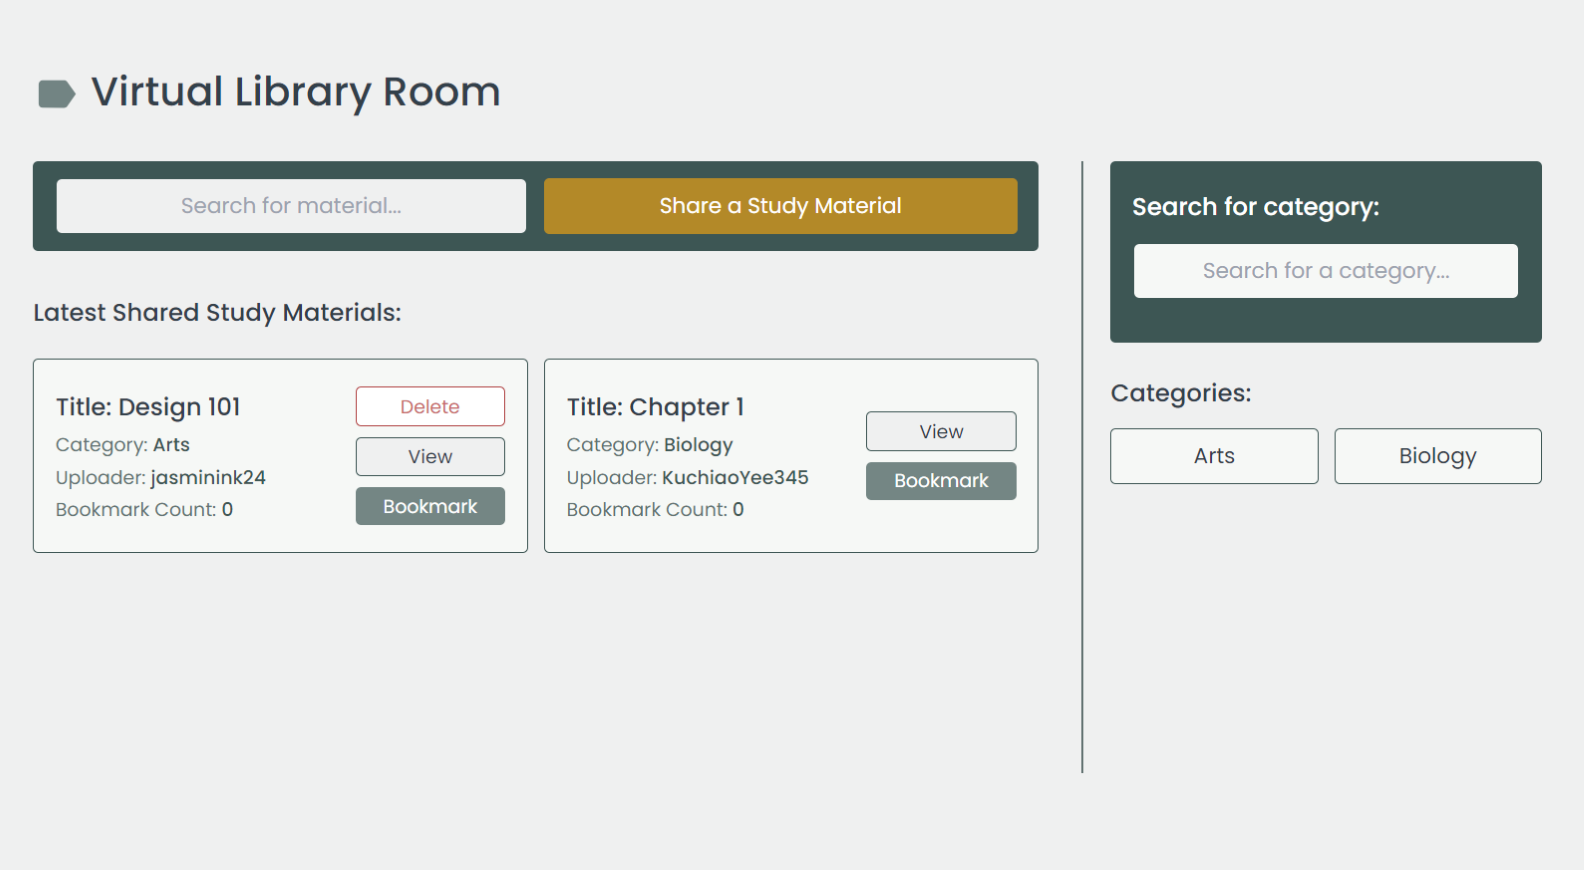 Virtual Library Room
Search for material...
Share a Study Material
Latest Shared Study Materials:
Title: Design 101
Category: Arts
Uploader: jasminink24
Bookmark Count: 0
Delete
View
Bookmark
Title: Chapter 1
Category: Biology
Uploader: KuchiaoYee345
Bookmark Count: 0
View
Bookmark
Search for category:
Search for a category...
Categories:
Arts
Biology